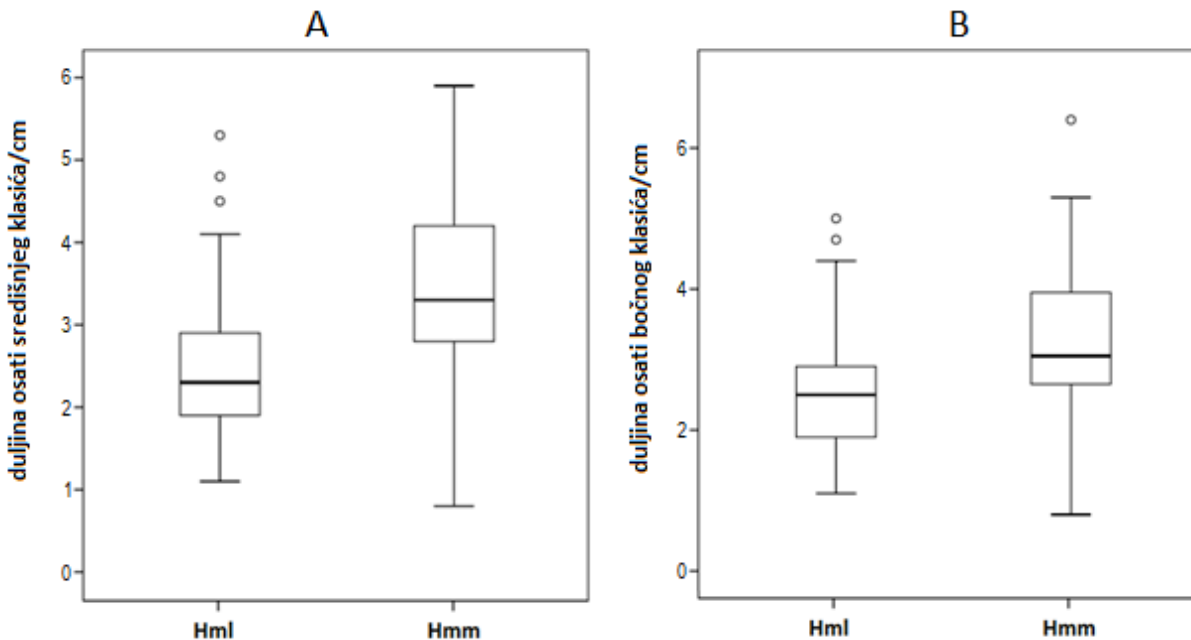 A
duljina osati središnjeg klasića/cm
6
5
4
3
2
1
0
Hml
Hmm
B
duljina osati bočnog klasića/cm
6
4
2
0
Hml
Hmm